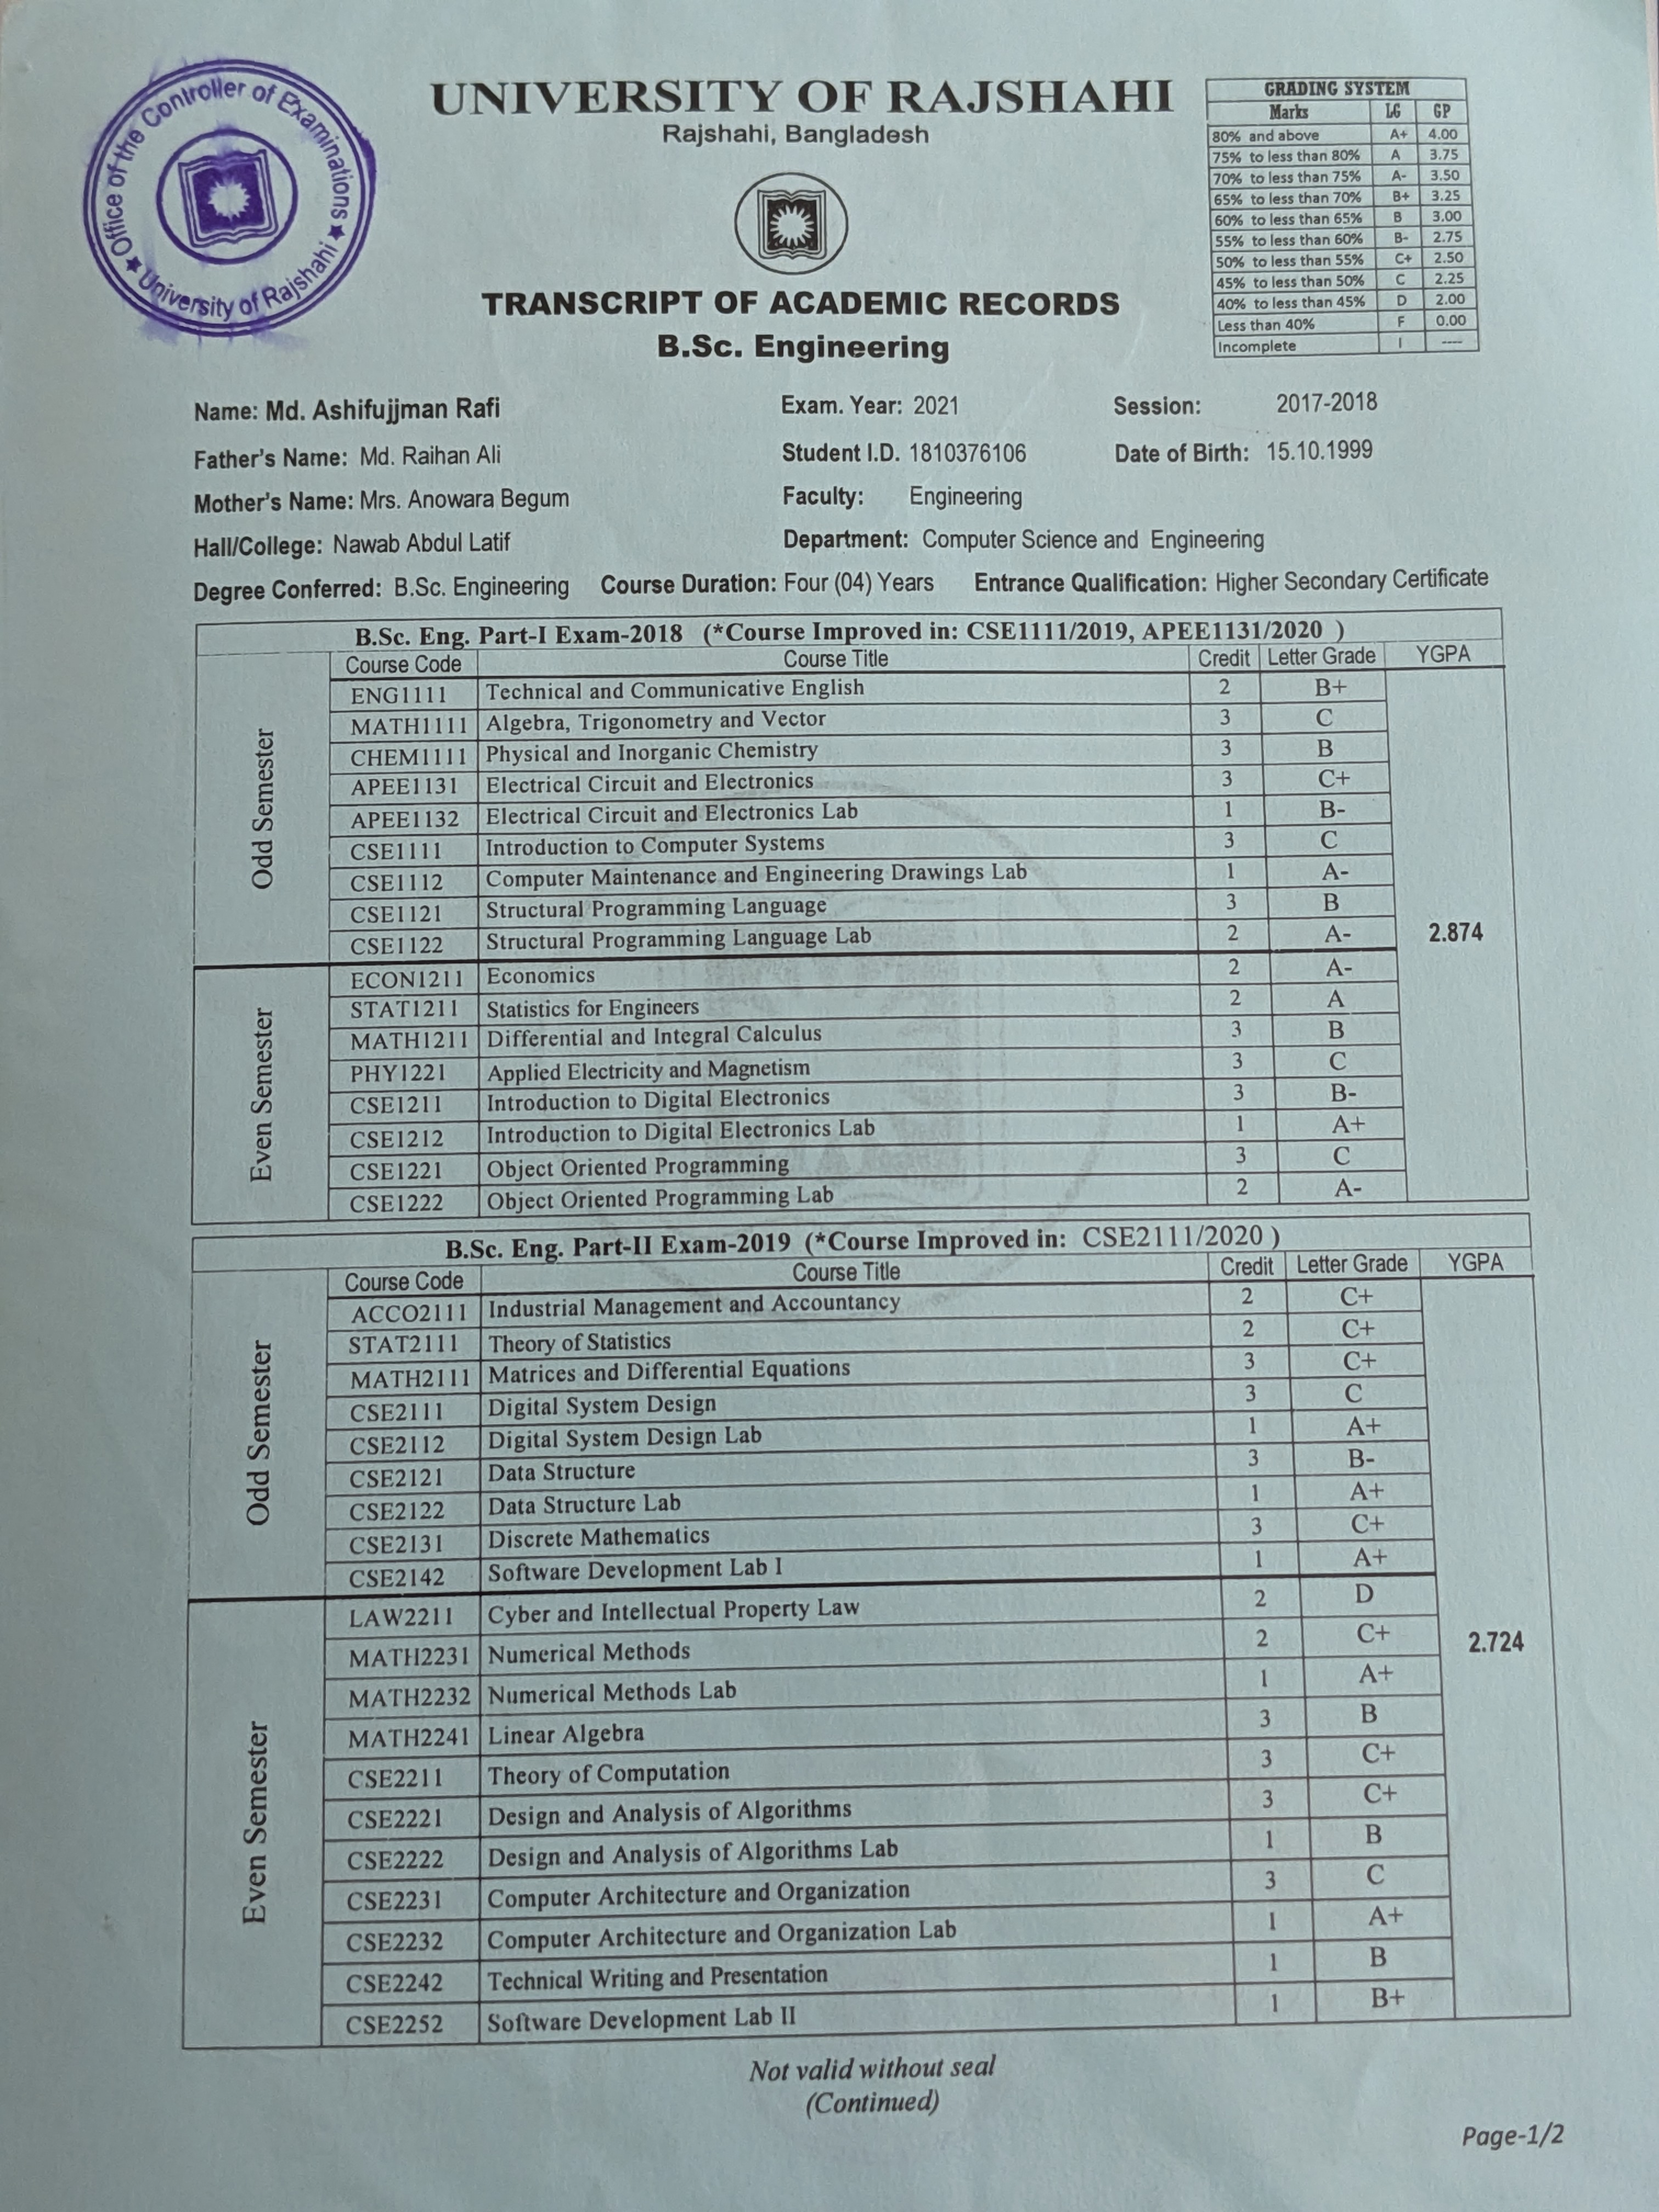 Office of the Controller of Examinations
★ University of Rajshahi ★
UNIVERSITY OF RAJSHAHI
Rajshahi, Bangladesh
TRANSCRIPT OF ACADEMIC RECORDS
B.Sc. Engineering
GRADING SYSTEM
Marks LG GP
80% and above A+ 4.00
75% to less than 80% A 3.75
70% to less than 75% A- 3.50
65% to less than 70% B+ 3.25
60% to less than 65% B 3.00
55% to less than 60% B- 2.75
50% to less than 55% C+ 2.50
45% to less than 50% C 2.25
40% to less than 45% D 2.00
Less than 40% F 0.00
Incomplete I ----
Name: Md. Ashifujjman Rafi Exam. Year: 2021 Session: 2017-2018
Father's Name: Md. Raihan Ali Student I.D. 1810376106 Date of Birth: 15.10.1999
Mother's Name: Mrs. Anowara Begum Faculty: Engineering
Hall/College: Nawab Abdul Latif Department: Computer Science and Engineering
Degree Conferred: B.Sc. Engineering Course Duration: Four (04) Years Entrance Qualification: Higher Secondary Certificate
B.Sc. Eng. Part-I Exam-2018 (*Course Improved in: CSE1111/2019, APEE1131/2020 )
Course Code Course Title Credit Letter Grade YGPA
Odd Semester
ENG1111 Technical and Communicative English 2 B+
MATH1111 Algebra, Trigonometry and Vector 3 C
CHEM1111 Physical and Inorganic Chemistry 3 B
APEE1131 Electrical Circuit and Electronics 3 C+
APEE1132 Electrical Circuit and Electronics Lab 1 B-
CSE1111 Introduction to Computer Systems 3 C
CSE1112 Computer Maintenance and Engineering Drawings Lab 1 A-
CSE1121 Structural Programming Language 3 B
CSE1122 Structural Programming Language Lab 2 A-
2.874
Even Semester
ECON1211 Economics 2 A-
STAT1211 Statistics for Engineers 2 A
MATH1211 Differential and Integral Calculus 3 B
PHY1221 Applied Electricity and Magnetism 3 C
CSE1211 Introduction to Digital Electronics 3 B-
CSE1212 Introduction to Digital Electronics Lab 1 A+
CSE1221 Object Oriented Programming 3 C
CSE1222 Object Oriented Programming Lab 2 A-
B.Sc. Eng. Part-II Exam-2019 (*Course Improved in: CSE2111/2020 )
Course Code Course Title Credit Letter Grade YGPA
Odd Semester
ACCO2111 Industrial Management and Accountancy 2 C+
STAT2111 Theory of Statistics 2 C+
MATH2111 Matrices and Differential Equations 3 C+
CSE2111 Digital System Design 3 C
CSE2112 Digital System Design Lab 1 A+
CSE2121 Data Structure 3 B-
CSE2122 Data Structure Lab 1 A+
CSE2131 Discrete Mathematics 3 C+
CSE2142 Software Development Lab I 1 A+
Even Semester
LAW2211 Cyber and Intellectual Property Law 2 D
MATH2231 Numerical Methods 2 C+
2.724
MATH2232 Numerical Methods Lab 1 A+
MATH2241 Linear Algebra 3 B
CSE2211 Theory of Computation 3 C+
CSE2221 Design and Analysis of Algorithms 3 C+
CSE2222 Design and Analysis of Algorithms Lab 1 B
CSE2231 Computer Architecture and Organization 3 C
CSE2232 Computer Architecture and Organization Lab 1 A+
CSE2242 Technical Writing and Presentation 1 B
CSE2252 Software Development Lab II 1 B+
Not valid without seal
(Continued)
Page-1/2